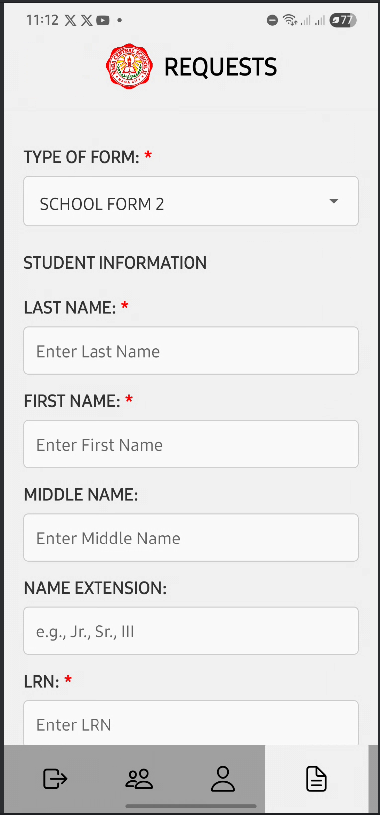 11:12
77
REQUESTS
TYPE OF FORM: *
SCHOOL FORM 2
STUDENT INFORMATION
LAST NAME: *
Enter Last Name
FIRST NAME: *
Enter First Name
MIDDLE NAME:
Enter Middle Name
NAME EXTENSION:
e.g., Jr., Sr., III
LRN: *
Enter LRN